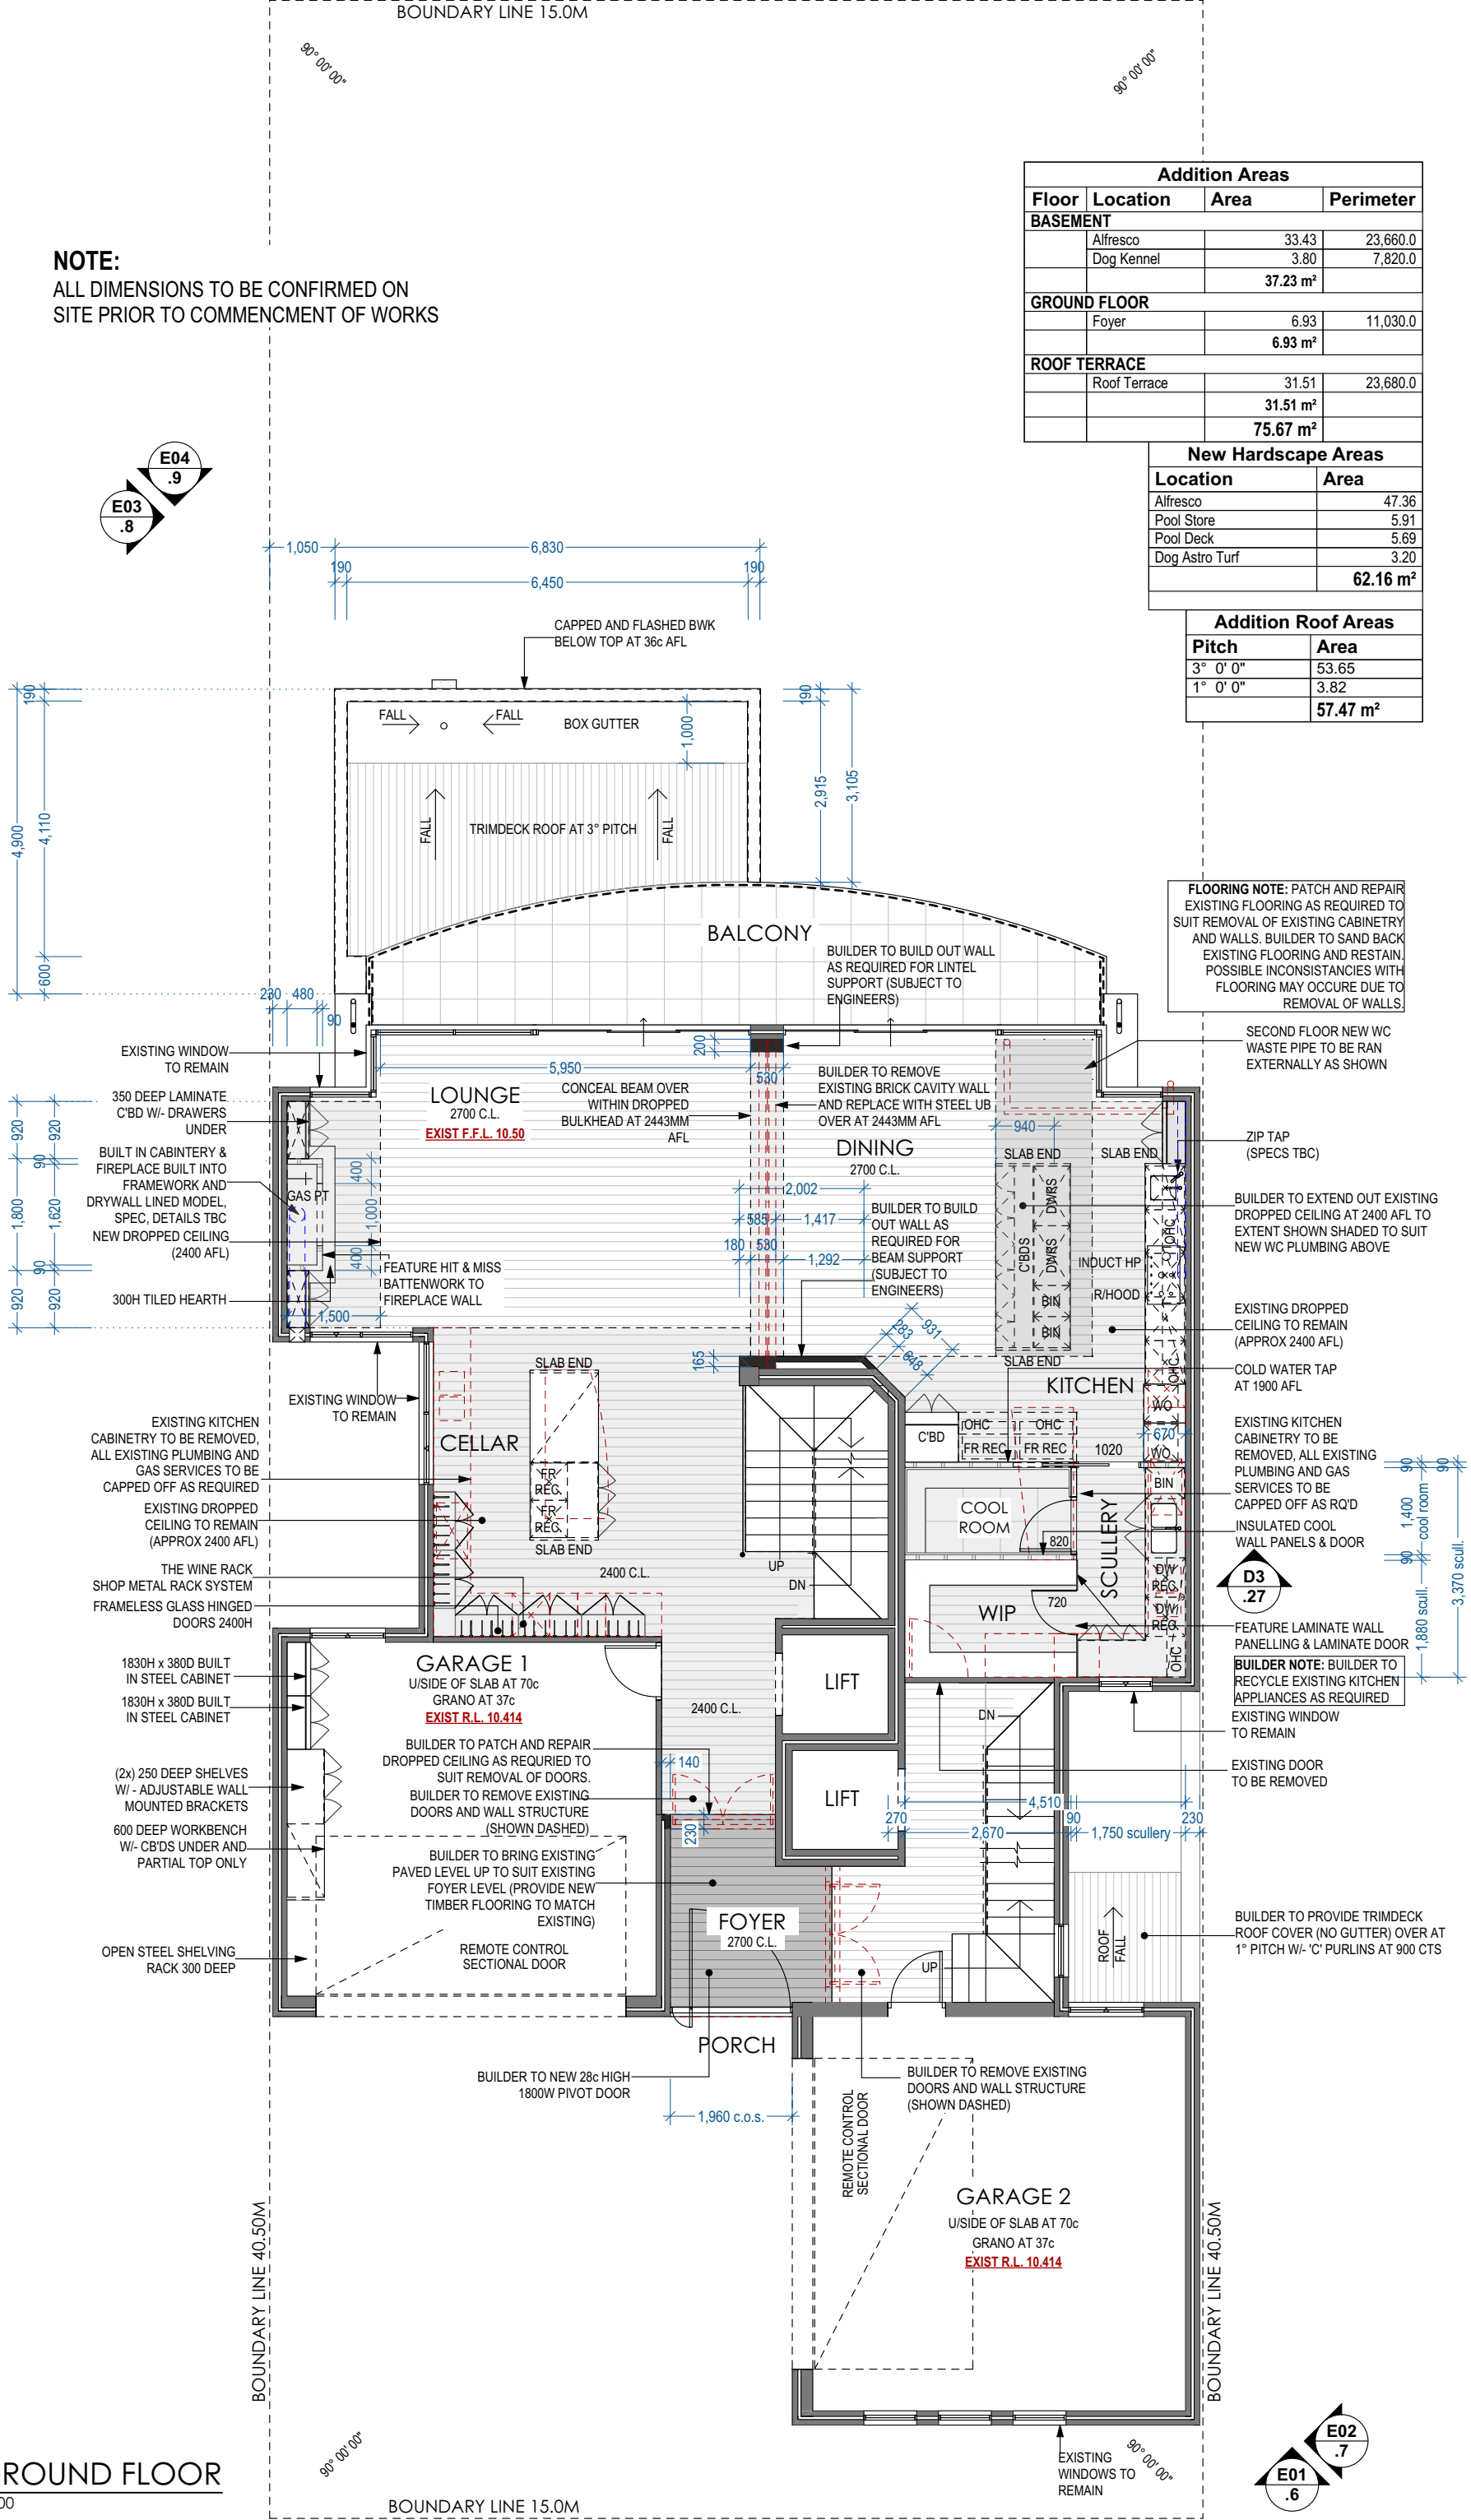 BOUNDARY LINE 15.0M
90° 00' 00"
90° 00' 00"
NOTE:
ALL DIMENSIONS TO BE CONFIRMED ON
SITE PRIOR TO COMMENCMENT OF WORKS
Addition Areas
Floor Location Area Perimeter
BASEMENT
Alfresco 33.43 23,660.0
Dog Kennel 3.80 7,820.0
37.23 m²
GROUND FLOOR
Foyer 6.93 11,030.0
6.93 m²
ROOF TERRACE
Roof Terrace 31.51 23,680.0
31.51 m²
75.67 m²
New Hardscape Areas
Location Area
Alfresco 47.36
Pool Store 5.91
Pool Deck 5.69
Dog Astro Turf 3.20
62.16 m²
Addition Roof Areas
Pitch Area
3° 0' 0" 53.65
1° 0' 0" 3.82
57.47 m²
E04
.9
E03
.8
1,050
6,830
190
6,450
190
CAPPED AND FLASHED BWK
BELOW TOP AT 36c AFL
FALL
FALL
BOX GUTTER
1,000
190
2,915
3,105
FALL
TRIMDECK ROOF AT 3° PITCH
FALL
190
4,900
4,110
600
230
480
90
BALCONY
BUILDER TO BUILD OUT WALL
AS REQUIRED FOR LINTEL
SUPPORT (SUBJECT TO
ENGINEERS)
FLOORING NOTE: PATCH AND REPAIR
EXISTING FLOORING AS REQUIRED TO
SUIT REMOVAL OF EXISTING CABINETRY
AND WALLS. BUILDER TO SAND BACK
EXISTING FLOORING AND RESTAIN.
POSSIBLE INCONSISTANCIES WITH
FLOORING MAY OCCURE DUE TO
REMOVAL OF WALLS.
SECOND FLOOR NEW WC
WASTE PIPE TO BE RAN
EXTERNALLY AS SHOWN
EXISTING WINDOW
TO REMAIN
350 DEEP LAMINATE
C'BD W/- DRAWERS
UNDER
BUILT IN CABINTERY &
FIREPLACE BUILT INTO
FRAMEWORK AND
DRYWALL LINED MODEL,
SPEC, DETAILS TBC
NEW DROPPED CEILING
(2400 AFL)
300H TILED HEARTH
920
920
90
1,800
1,620
90
920
920
5,950
200
530
LOUNGE
2700 C.L.
EXIST F.F.L. 10.50
CONCEAL BEAM OVER
WITHIN DROPPED
BULKHEAD AT 2443MM
AFL
BUILDER TO REMOVE
EXISTING BRICK CAVITY WALL
AND REPLACE WITH STEEL UB
OVER AT 2443MM AFL
DINING
2700 C.L.
940
SLAB END
SLAB END
ZIP TAP
(SPECS TBC)
GAS PT
400
1,000
400
1,500
FEATURE HIT & MISS
BATTENWORK TO
FIREPLACE WALL
2,002
585
1,417
180
530
1,292
BUILDER TO BUILD
OUT WALL AS
REQUIRED FOR
BEAM SUPPORT
(SUBJECT TO
ENGINEERS)
C'BDS
DWRS
DWRS
BIN
BIN
SLAB END
INDUCT HP
R/HOOD
OHC
OHC
BUILDER TO EXTEND OUT EXISTING
DROPPED CEILING AT 2400 AFL TO
EXTENT SHOWN SHADED TO SUIT
NEW WC PLUMBING ABOVE
EXISTING DROPPED
CEILING TO REMAIN
(APPROX 2400 AFL)
COLD WATER TAP
AT 1900 AFL
EXISTING KITCHEN
CABINETRY TO BE
REMOVED, ALL EXISTING
PLUMBING AND GAS
SERVICES TO BE
CAPPED OFF AS RQ'D
INSULATED COOL
WALL PANELS & DOOR
283
931
648
165
KITCHEN
WO
670
WO
1020
C'BD
OHC
OHC
FR REC
FR REC
BIN
COOL
ROOM
820
SCULLERY
DW
REC
DW
REC
OHC
WIP
720
90
90
1,400
cool room
90
1,880 scull.
3,370 scull.
D3
.27
FEATURE LAMINATE WALL
PANELLING & LAMINATE DOOR
BUILDER NOTE: BUILDER TO
RECYCLE EXISTING KITCHEN
APPLIANCES AS REQUIRED
EXISTING WINDOW
TO REMAIN
EXISTING DOOR
TO BE REMOVED
EXISTING WINDOW
TO REMAIN
EXISTING KITCHEN
CABINETRY TO BE REMOVED,
ALL EXISTING PLUMBING AND
GAS SERVICES TO BE
CAPPED OFF AS REQUIRED
EXISTING DROPPED
CEILING TO REMAIN
(APPROX 2400 AFL)
THE WINE RACK
SHOP METAL RACK SYSTEM
FRAMELESS GLASS HINGED
DOORS 2400H
CELLAR
SLAB END
FR
REC
FR
REC
SLAB END
2400 C.L.
UP
DN
1830H x 380D BUILT
IN STEEL CABINET
1830H x 380D BUILT
IN STEEL CABINET
(2x) 250 DEEP SHELVES
W/ - ADJUSTABLE WALL
MOUNTED BRACKETS
600 DEEP WORKBENCH
W/- CB'DS UNDER AND
PARTIAL TOP ONLY
OPEN STEEL SHELVING
RACK 300 DEEP
GARAGE 1
U/SIDE OF SLAB AT 70c
GRANO AT 37c
EXIST R.L. 10.414
2400 C.L.
LIFT
LIFT
DN
BUILDER TO PATCH AND REPAIR
DROPPED CEILING AS REQURIED TO
SUIT REMOVAL OF DOORS.
140
BUILDER TO REMOVE EXISTING
DOORS AND WALL STRUCTURE
(SHOWN DASHED)
230
BUILDER TO BRING EXISTING
PAVED LEVEL UP TO SUIT EXISTING
FOYER LEVEL (PROVIDE NEW
TIMBER FLOORING TO MATCH
EXISTING)
REMOTE CONTROL
SECTIONAL DOOR
FOYER
2700 C.L.
4,510
270
2,670
90
1,750 scullery
230
UP
ROOF
FALL
BUILDER TO PROVIDE TRIMDECK
ROOF COVER (NO GUTTER) OVER AT
1° PITCH W/- 'C' PURLINS AT 900 CTS
PORCH
BUILDER TO NEW 28c HIGH
1800W PIVOT DOOR
1,960 c.o.s.
BUILDER TO REMOVE EXISTING
DOORS AND WALL STRUCTURE
(SHOWN DASHED)
REMOTE CONTROL
SECTIONAL DOOR
GARAGE 2
U/SIDE OF SLAB AT 70c
GRANO AT 37c
EXIST R.L. 10.414
BOUNDARY LINE 40.50M
BOUNDARY LINE 40.50M
90° 00' 00"
90° 00' 00"
EXISTING
WINDOWS TO
REMAIN
E02
.7
E01
.6
ROUND FLOOR
00
BOUNDARY LINE 15.0M